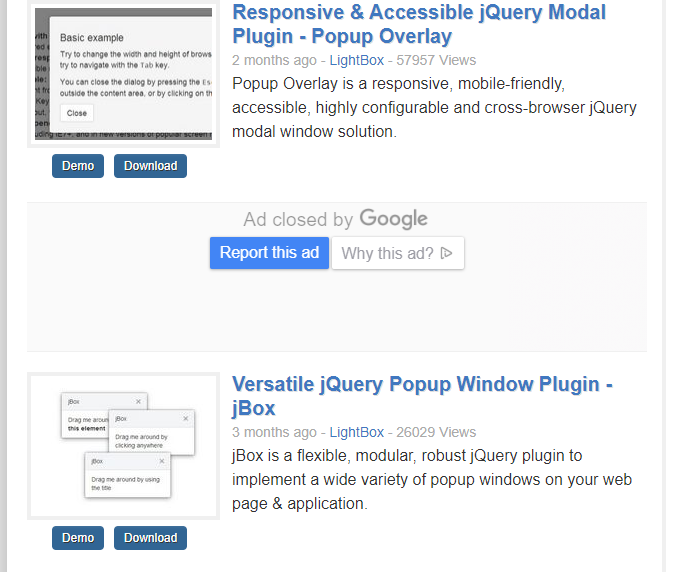 Responsive & Accessible jQuery Modal
Plugin - Popup Overlay
2 months ago - LightBox - 57957 Views
Popup Overlay is a responsive, mobile-friendly,
accessible, highly configurable and cross-browser jQuery
modal window solution.
Basic example
Try to change the width and height of brows
try to navigate with the Tab key.
You can close the dialog by pressing the Es
outside the content area, or by clicking on th
Close
Demo
Download
Ad closed by Google
Report this ad
Why this ad?
Versatile jQuery Popup Window Plugin -
jBox
3 months ago - LightBox - 26029 Views
jBox is a flexible, modular, robust jQuery plugin to
implement a wide variety of popup windows on your web
page & application.
jBox
Drag me aroun
this element
jBox
Drag me around by
clicking anywhere
jBox
Drag me around by using
the title
Demo
Download